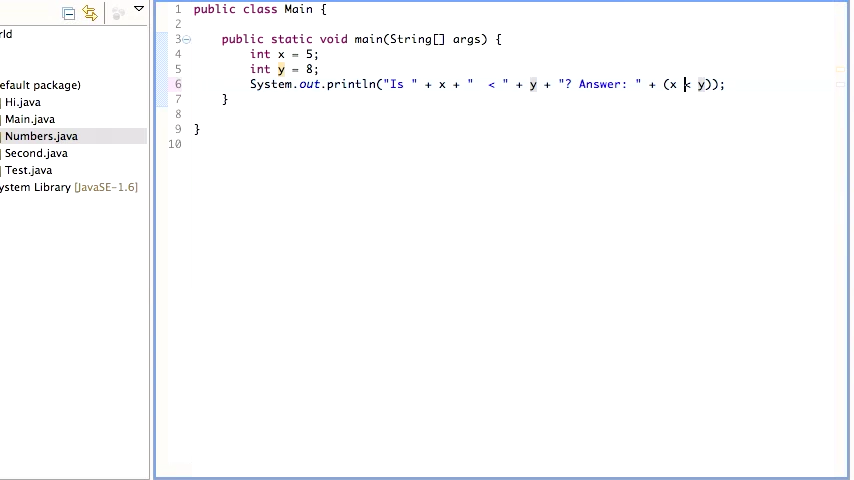 rld
efault package)
Hi.java
Main.java
Numbers.java
Second.java
Test.java
ystem Library [JavaSE-1.6]
1 public class Main {
2
3 public static void main(String[] args) {
4 int x = 5;
5 int y = 8;
6 System.out.println("Is " + x + "  < " + y + "? Answer: " + (x < y));
7 }
8
9 }
10